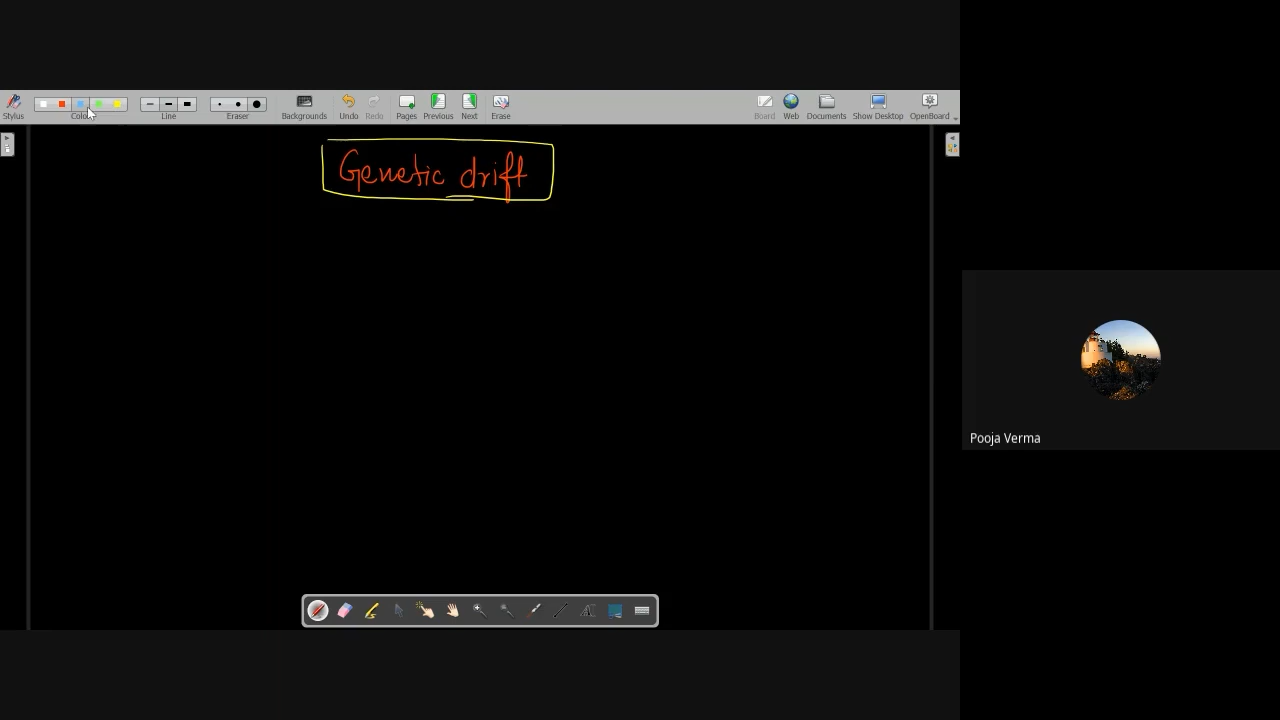 Stylus Color Line Eraser Backgrounds Undo Redo Pages Previous Next Erase Board Web Documents Show Desktop OpenBoard
Genetic drift
Pooja Verma